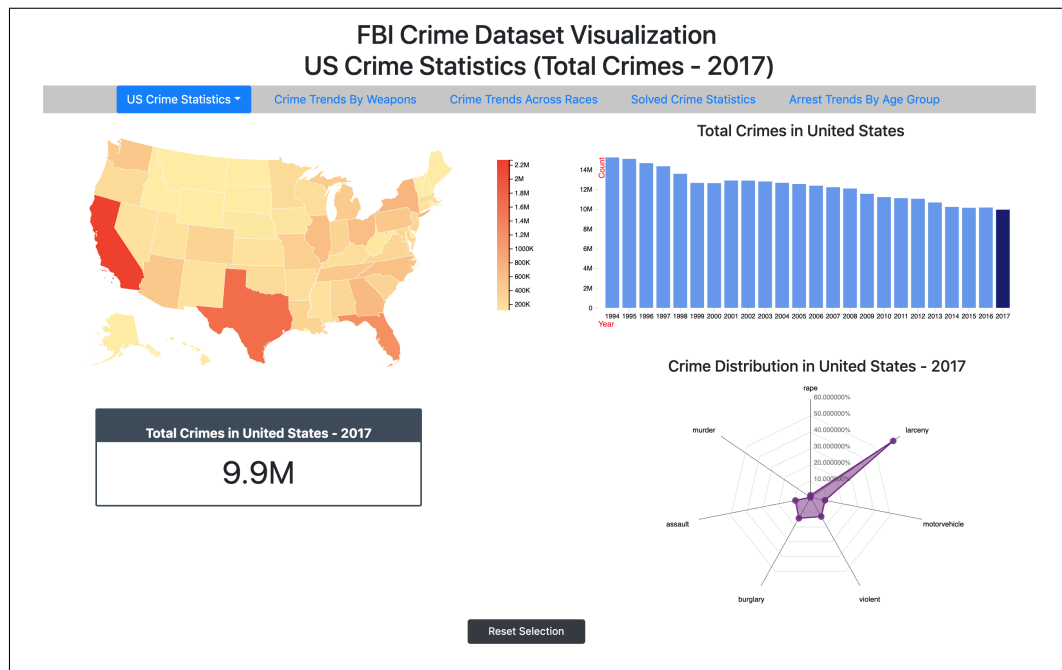 FBI Crime Dataset Visualization
US Crime Statistics (Total Crimes - 2017)
US Crime Statistics
Crime Trends By Weapons
Crime Trends Across Races
Solved Crime Statistics
Arrest Trends By Age Group
2.2M
2M
1.8M
1.6M
1.4M
1.2M
1000K
800K
600K
400K
200K
Total Crimes in United States
Count
14M
12M
10M
8M
6M
4M
2M
0
1994 1995 1996 1997 1998 1999 2000 2001 2002 2003 2004 2005 2006 2007 2008 2009 2010 2011 2012 2013 2014 2015 2016 2017
Year
Total Crimes in United States - 2017
9.9M
Crime Distribution in United States - 2017
rape
60.000000%
50.000000%
40.000000%
30.000000%
20.000000%
10.000000%
murder
larceny
assault
motorvehicle
burglary
violent
Reset Selection